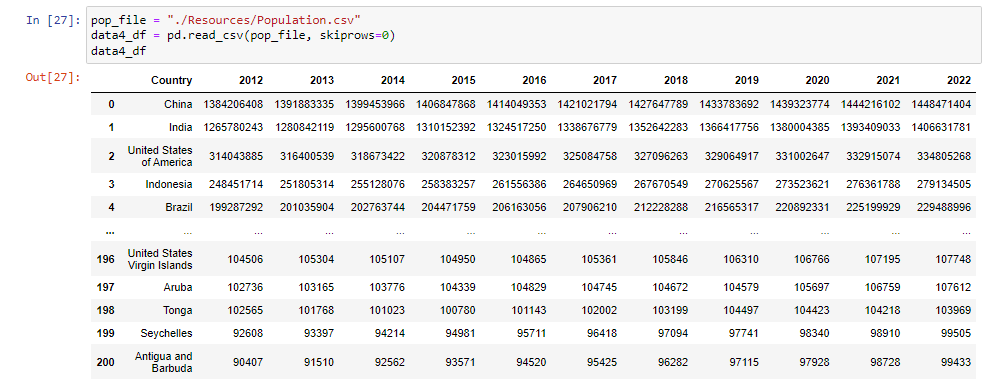 In [27]: pop_file = "./Resources/Population.csv"
data4_df = pd.read_csv(pop_file, skiprows=0)
data4_df
Out[27]:
Country 2012 2013 2014 2015 2016 2017 2018 2019 2020 2021 2022
0 China 1384206408 1391883335 1399453966 1406847868 1414049353 1421021794 1427647789 1433783692 1439323774 1444216102 1448471404
1 India 1265780243 1280842119 1295600768 1310152392 1324517250 1338676779 1352642283 1366417756 1380004385 1393409033 1406631781
2 United States of America 314043885 316400539 318673422 320878312 323015992 325084758 327096263 329064917 331002647 332915074 334805268
3 Indonesia 248451714 251805314 255128076 258383257 261556386 264650969 267670549 270625567 273523621 276361788 279134505
4 Brazil 199287292 201035904 202763744 204471759 206163056 207906210 212228288 216565317 220892331 225199929 229488996
... ... ... ... ... ... ... ... ... ... ... ... ...
196 United States Virgin Islands 104506 105304 105107 104950 104865 105361 105846 106310 106766 107195 107748
197 Aruba 102736 103165 103776 104339 104829 104745 104672 104579 105697 106759 107612
198 Tonga 102565 101768 101023 100780 101143 102002 103199 104497 104423 104218 103969
199 Seychelles 92608 93397 94214 94981 95711 96418 97094 97741 98340 98910 99505
200 Antigua and Barbuda 90407 91510 92562 93571 94520 95425 96282 97115 97928 98728 99433